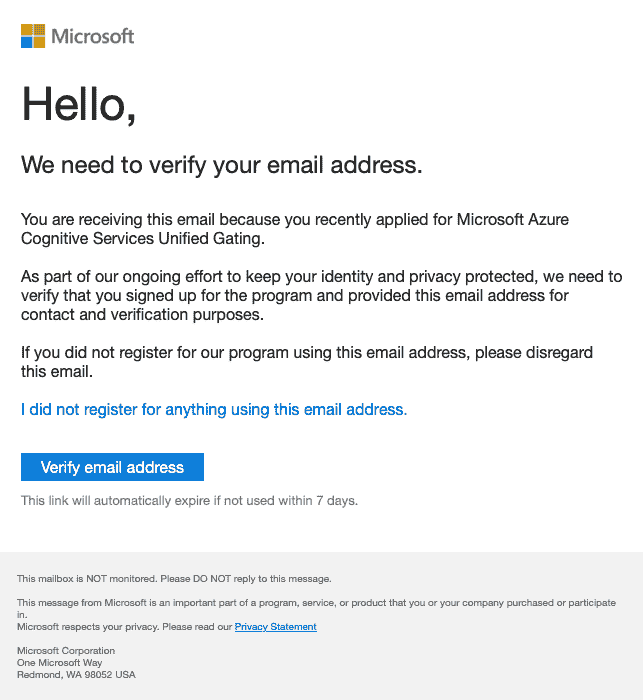 Microsoft
Hello,
We need to verify your email address.
You are receiving this email because you recently applied for Microsoft Azure
Cognitive Services Unified Gating.
As part of our ongoing effort to keep your identity and privacy protected, we need to
verify that you signed up for the program and provided this email address for
contact and verification purposes.
If you did not register for our program using this email address, please disregard
this email.
I did not register for anything using this email address.
Verify email address
This link will automatically expire if not used within 7 days.
This mailbox is NOT monitored. Please DO NOT reply to this message.
This message from Microsoft is an important part of a program, service, or product that you or your company purchased or participate
in.
Microsoft respects your privacy. Please read our Privacy Statement
Microsoft Corporation
One Microsoft Way
Redmond, WA 98052 USA